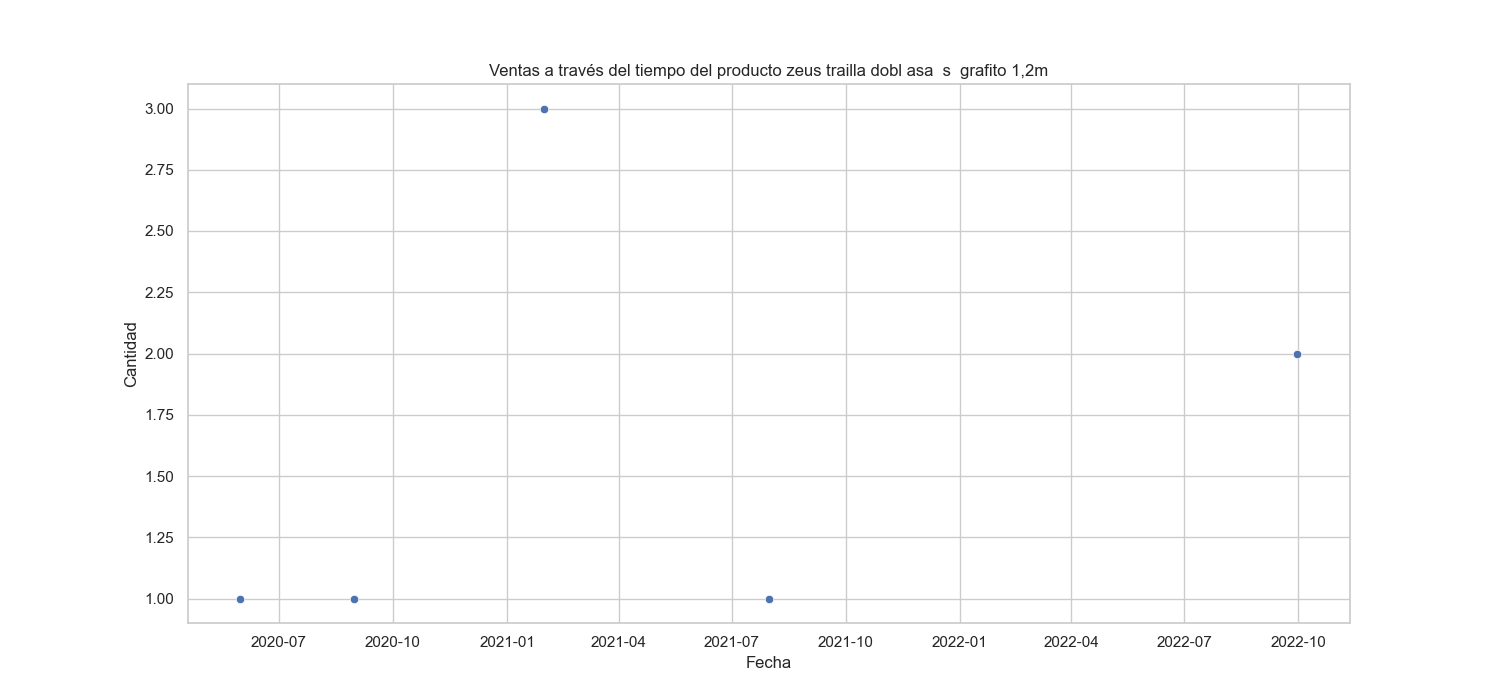 Ventas a través del tiempo del producto zeus trailla dobl asa  s  grafito 1,2m
3.00
2.75
2.50
2.25
2.00
1.75
1.50
1.25
1.00
Cantidad
2020-07 2020-10 2021-01 2021-04 2021-07 2021-10 2022-01 2022-04 2022-07 2022-10
Fecha